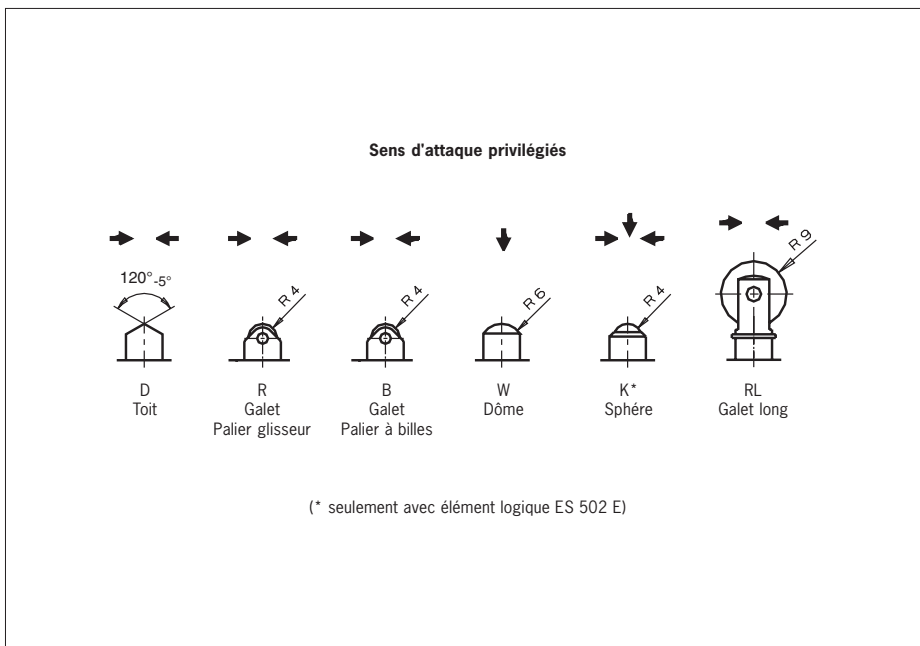 Sens d'attaque privilégiés
120°-5°
R 4
R 4
R 6
R 4
R 9
D
Toit
R
Galet
Palier glisseur
B
Galet
Palier à billes
W
Dôme
K*
Sphére
RL
Galet long
(* seulement avec élément logique ES 502 E)